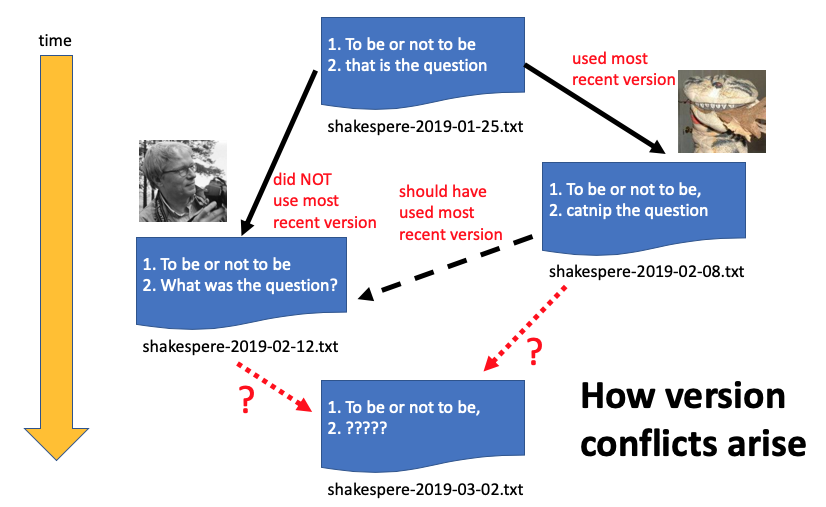 time
1. To be or not to be
2. that is the question
shakespere-2019-01-25.txt
used most
recent version
did NOT
use most
recent version
should have
used most
recent version
1. To be or not to be,
2. catnip the question
shakespere-2019-02-08.txt
1. To be or not to be
2. What was the question?
shakespere-2019-02-12.txt
?
?
1. To be or not to be,
2. ?????
shakespere-2019-03-02.txt
How version
conflicts arise